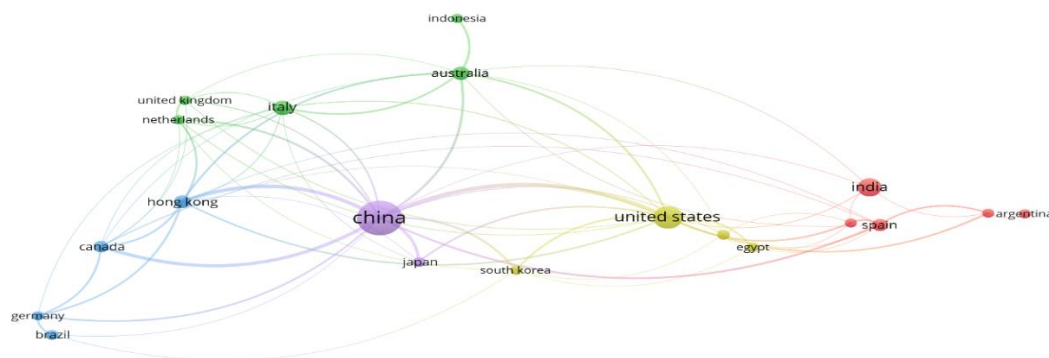 indonesia
australia
united kingdom
italy
netherlands
india
hong kong
china
united states
argentina
spain
canada
egypt
japan
south korea
germany
brazil